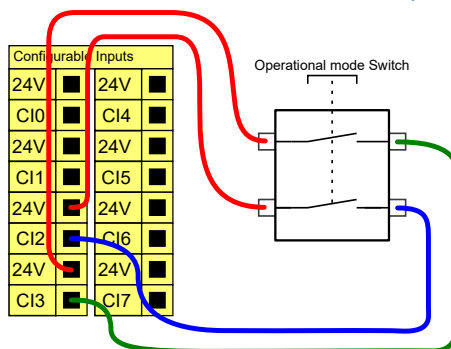 Configurable Inputs
24V 24V
CI0 CI4
24V 24V
CI1 CI5
24V 24V
CI2 CI6
24V 24V
CI3 CI7
Operational mode Switch